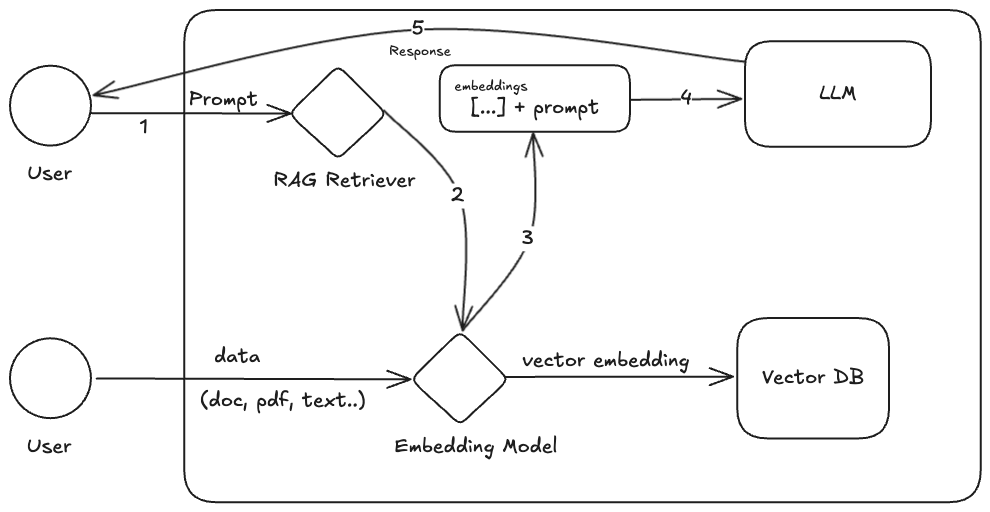 5
Response
Prompt
1
User
RAG Retriever
embeddings
[...] + prompt
4
LLM
2
3
data
(doc, pdf, text..)
User
vector embedding
Embedding Model
Vector DB